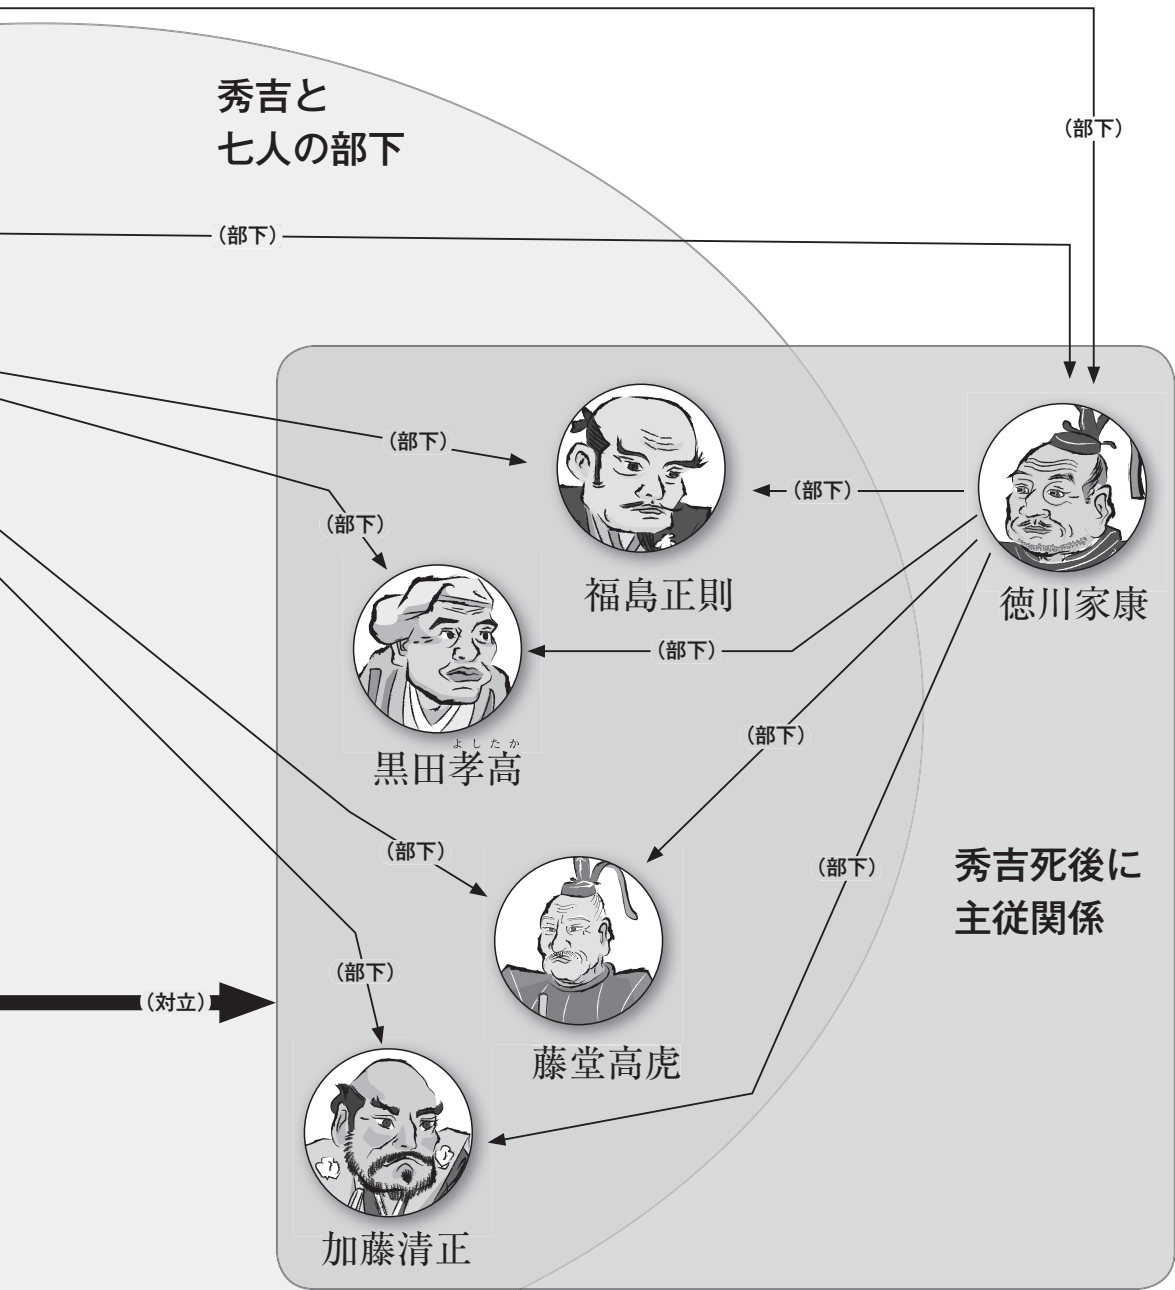 秀吉と
七人の部下
（部下）
（部下）
（部下）
（部下）
（部下）
福島正則
徳川家康
（部下）
よしたか
黒田孝高
（部下）
（部下）
（部下）
秀吉死後に
主従関係
（部下）
（対立）
藤堂高虎
加藤清正